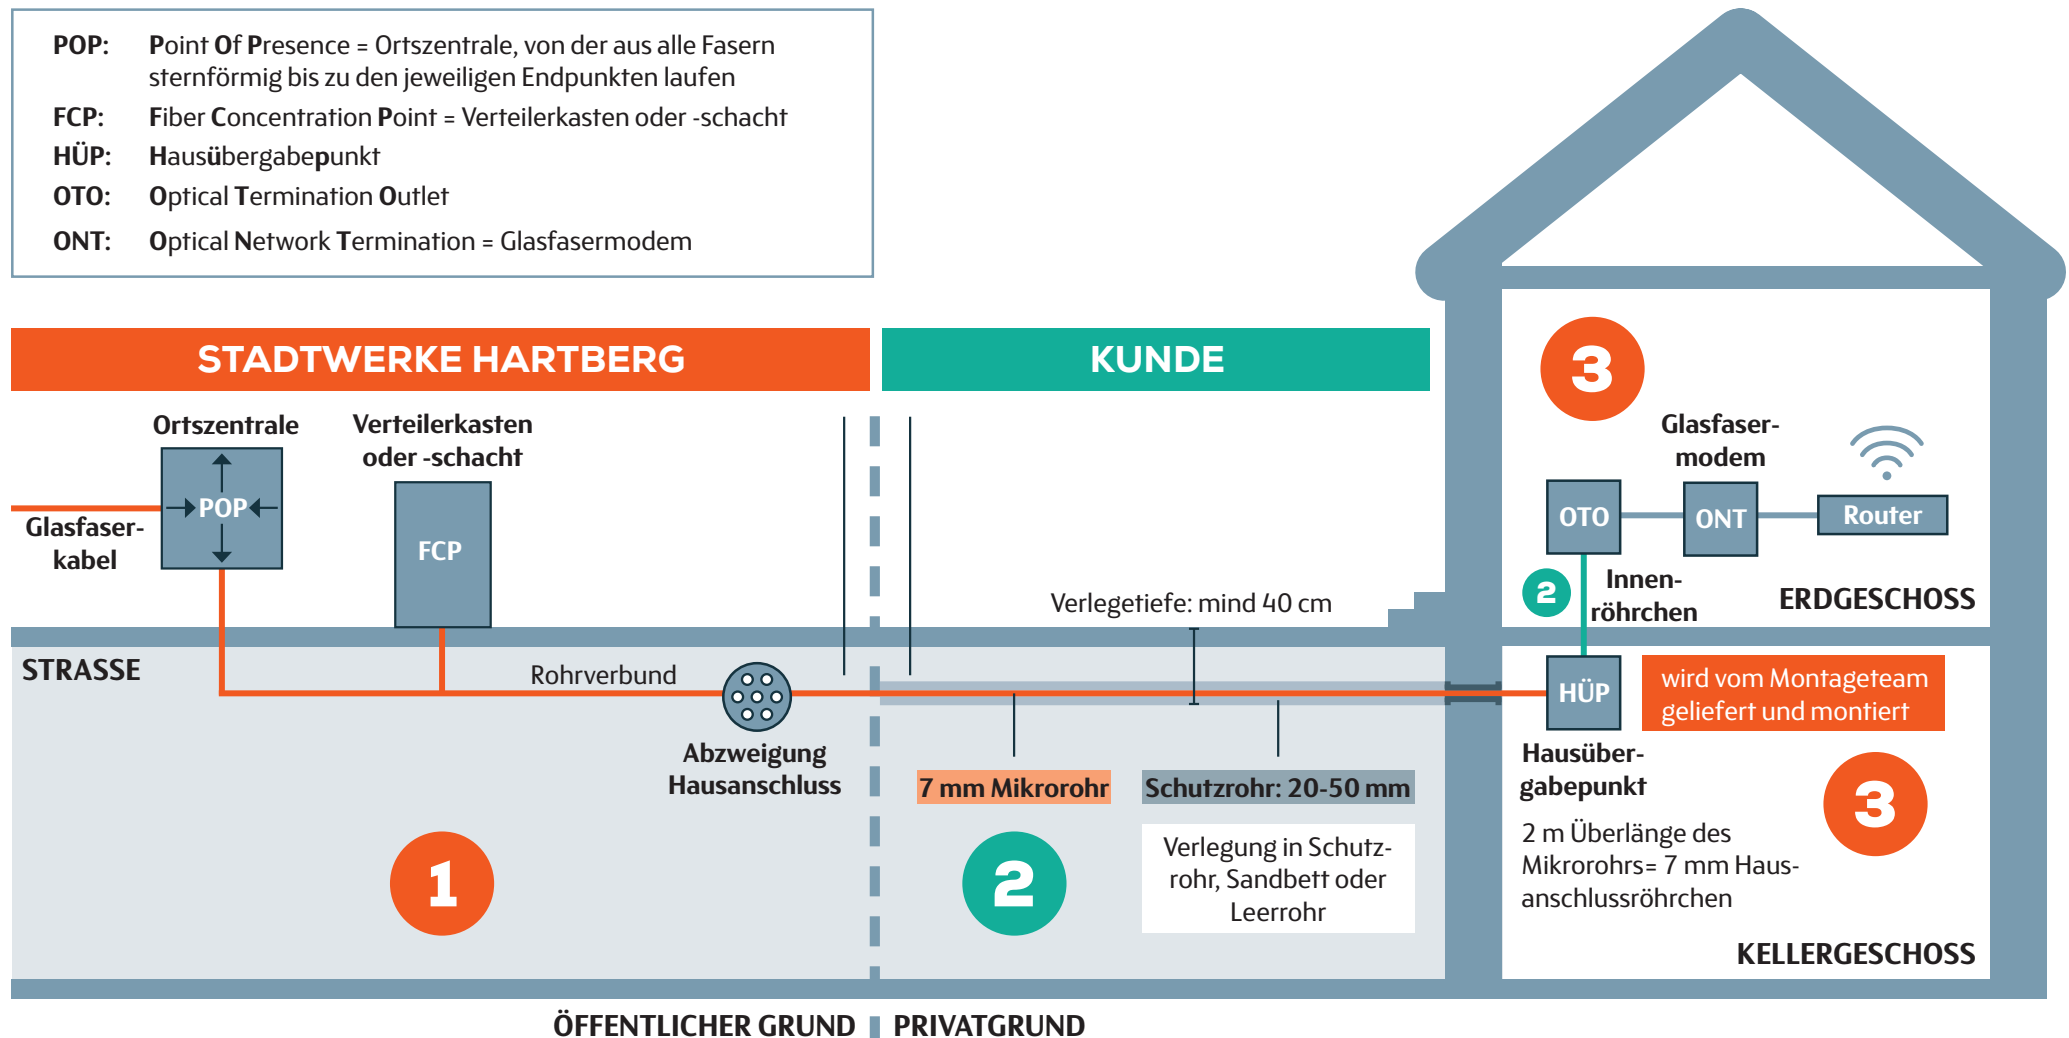 POP: Point Of Presence = Ortszentrale, von der aus alle Fasern
sternförmig bis zu den jeweiligen Endpunkten laufen
FCP: Fiber Concentration Point = Verteilerkasten oder -schacht
HÜP: Hausübergabepunkt
OTO: Optical Termination Outlet
ONT: Optical Network Termination = Glasfasermodem
STADTWERKE HARTBERG
KUNDE
Ortszentrale
POP
Glasfaser-
kabel
Verteilerkasten
oder -schacht
FCP
STRASSE
Rohrverbund
Abzweigung
Hausanschluss
1
Verlegetiefe: mind 40 cm
7 mm Mikrorohr
Schutzrohr: 20-50 mm
2
Verlegung in Schutz-
rohr, Sandbett oder
Leerrohr
3
Glasfaser-
modem
OTO
ONT
Router
2
Innen-
röhrchen
ERDGESCHOSS
HÜP
wird vom Montageteam
geliefert und montiert
Hausüber-
gabepunkt
3
2 m Überlänge des
Mikrorohrs= 7 mm Haus-
anschlussröhrchen
KELLERGESCHOSS
ÖFFENTLICHER GRUND
PRIVATGRUND